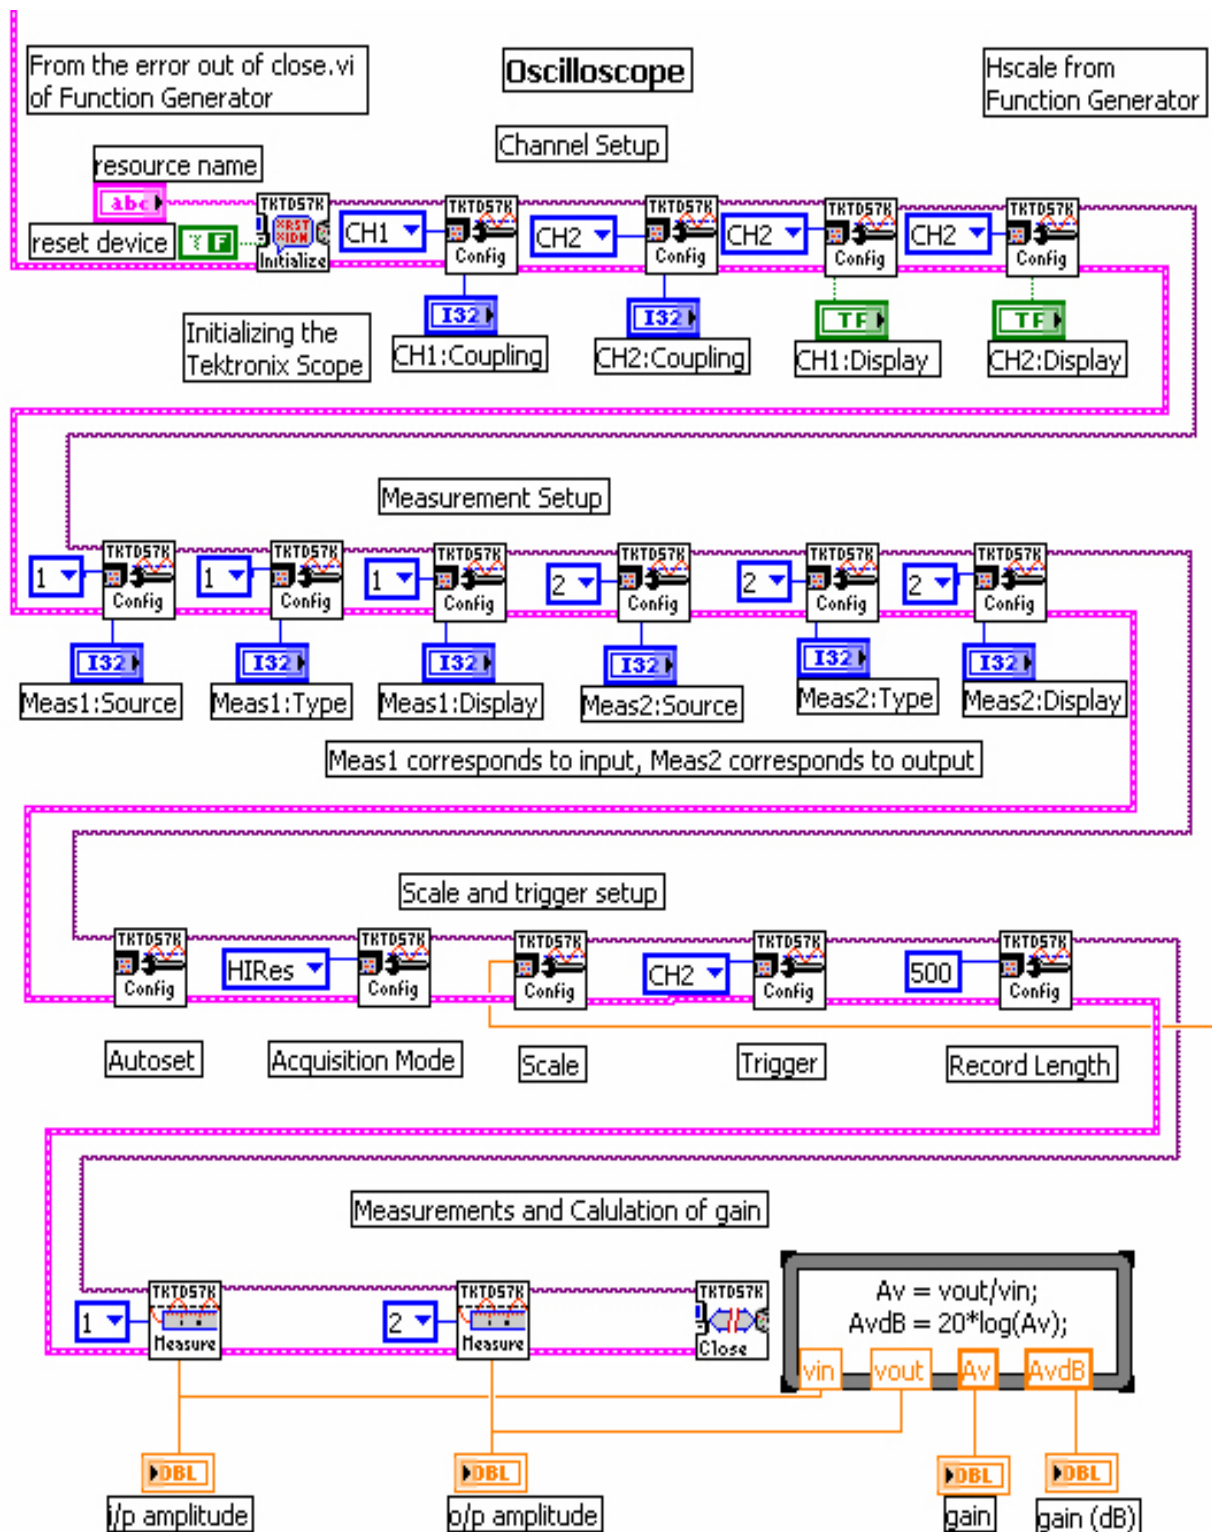 From the error out of close.vi
of Function Generator
Oscilloscope
Hscale from
Function Generator
Channel Setup
resource name
abc
reset device
F
TKTDS7K
*RST
*IDN
Initialize
CH1
TKTDS7K
Config
CH2
TKTDS7K
Config
CH2
TKTDS7K
Config
CH2
TKTDS7K
Config
Initializing the
Tektronix Scope
I32
CH1:Coupling
I32
CH2:Coupling
TF
CH1:Display
TF
CH2:Display
Measurement Setup
1
TKTDS7K
Config
1
TKTDS7K
Config
1
TKTDS7K
Config
2
TKTDS7K
Config
2
TKTDS7K
Config
2
TKTDS7K
Config
I32
Meas1:Source
I32
Meas1:Type
I32
Meas1:Display
I32
Meas2:Source
I32
Meas2:Type
I32
Meas2:Display
Meas1 corresponds to input, Meas2 corresponds to output
Scale and trigger setup
TKTDS7K
Config
HIRes
TKTDS7K
Config
TKTDS7K
Config
CH2
TKTDS7K
Config
500
TKTDS7K
Config
Autoset
Acquisition Mode
Scale
Trigger
Record Length
Measurements and Calulation of gain
1
TKTDS7K
Measure
2
TKTDS7K
Measure
TKTDS7K
Close
Av = vout/vin;
AvdB = 20*log(Av);
vin
vout
Av
AvdB
DBL
i/p amplitude
DBL
o/p amplitude
DBL
gain
DBL
gain (dB)